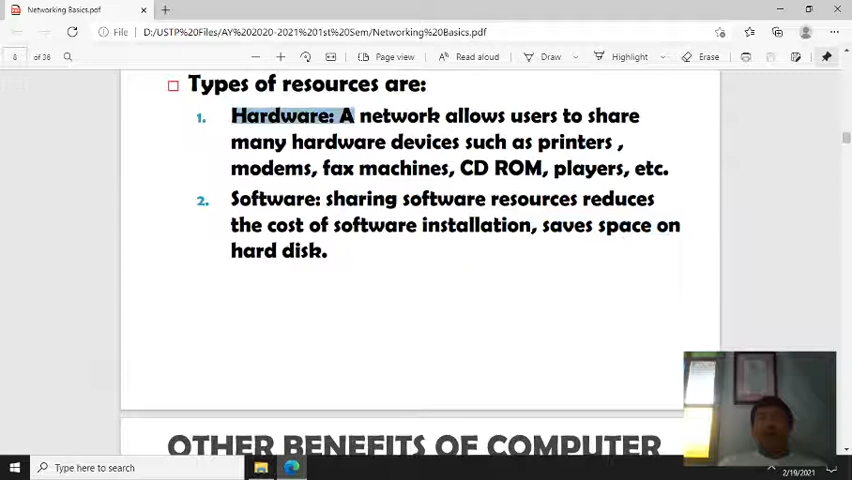 Networking Basics.pdf
File
D:/USTP%20Files/AY%202020-2021%201st%20Sem/Networking%20Basics.pdf
8 of 36
Page view
Read aloud
Draw
Highlight
Erase
Types of resources are:
1. Hardware: A network allows users to share
many hardware devices such as printers ,
modems, fax machines, CD ROM, players, etc.
2. Software: sharing software resources reduces
the cost of software installation, saves space on
hard disk.
OTHER BENEFITS OF COMPUTER
Type here to search
2/19/2021